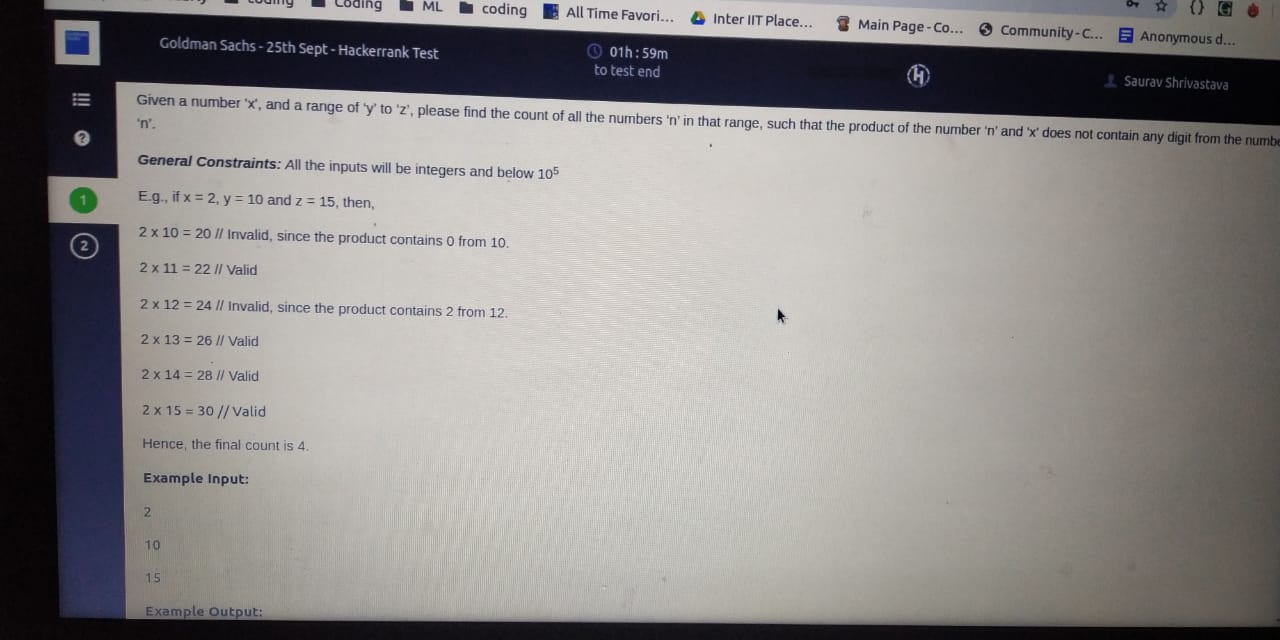 Coding
ML
coding
All Time Favori...
Inter IIT Place...
Main Page - Co...
Community - C...
Anonymous d...
Goldman Sachs - 25th Sept - Hackerrank Test
01h : 59m
to test end
Saurav Shrivastava
Given a number 'x', and a range of 'y' to 'z', please find the count of all the numbers 'n' in that range, such that the product of the number 'n' and 'x' does not contain any digit from the
'n'.
General Constraints: All the inputs will be integers and below 10⁵
1
E.g., if x = 2, y = 10 and z = 15, then,
2
2 x 10 = 20 // Invalid, since the product contains 0 from 10.
2 x 11 = 22 // Valid
2 x 12 = 24 // Invalid, since the product contains 2 from 12.
2 x 13 = 26 // Valid
2 x 14 = 28 // Valid
2 x 15 = 30 // Valid
Hence, the final count is 4.
Example Input:
2
10
15
Example Output: